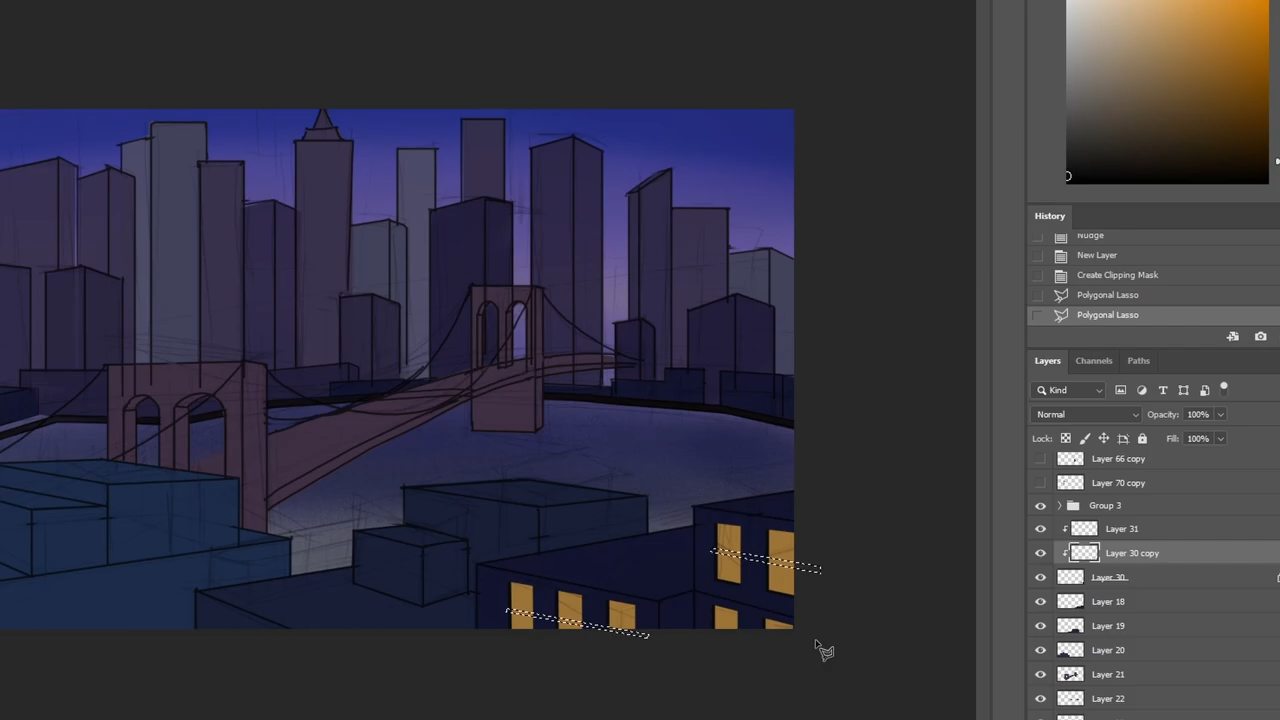 History
Nudge
New Layer
Create Clipping Mask
Polygonal Lasso
Polygonal Lasso
Layers Channels Paths
Kind
Normal Opacity: 100%
Lock: Fill: 100%
Layer 66 copy
Layer 70 copy
Group 3
Layer 31
Layer 30 copy
Layer 30
Layer 18
Layer 19
Layer 20
Layer 21
Layer 22